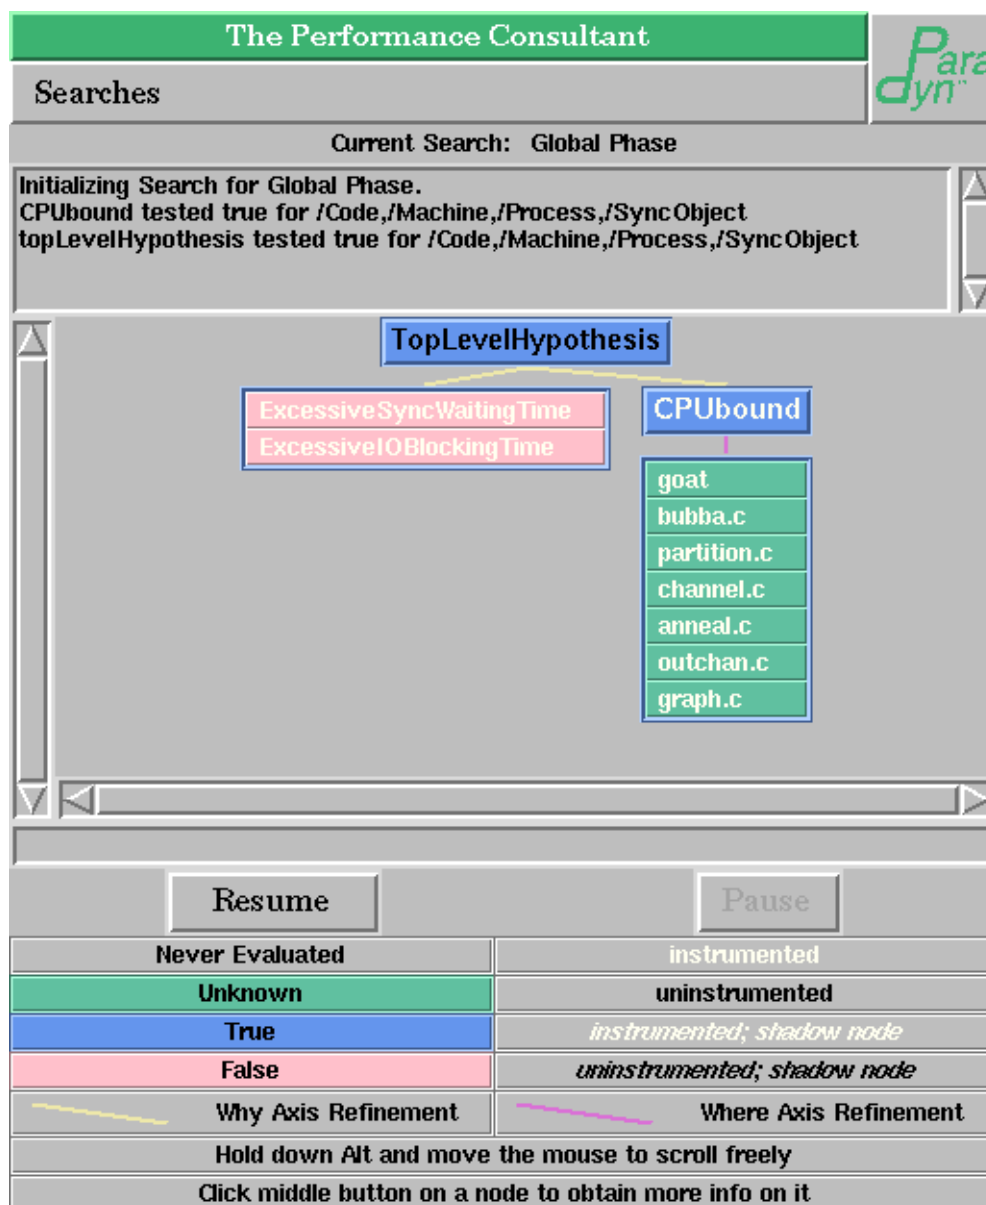 The Performance Consultant
Paradyn™
Searches
Current Search: Global Phase
Initializing Search for Global Phase.
CPUbound tested true for /Code,/Machine,/Process,/SyncObject
topLevelHypothesis tested true for /Code,/Machine,/Process,/SyncObject
TopLevelHypothesis
ExcessiveSyncWaitingTime
ExcessiveIOBlockingTime
CPUbound
goat
bubba.c
partition.c
channel.c
anneal.c
outchan.c
graph.c
Resume
Pause
Never Evaluated
instrumented
Unknown
uninstrumented
True
instrumented; shadow node
False
uninstrumented; shadow node
Why Axis Refinement
Where Axis Refinement
Hold down Alt and move the mouse to scroll freely
Click middle button on a node to obtain more info on it